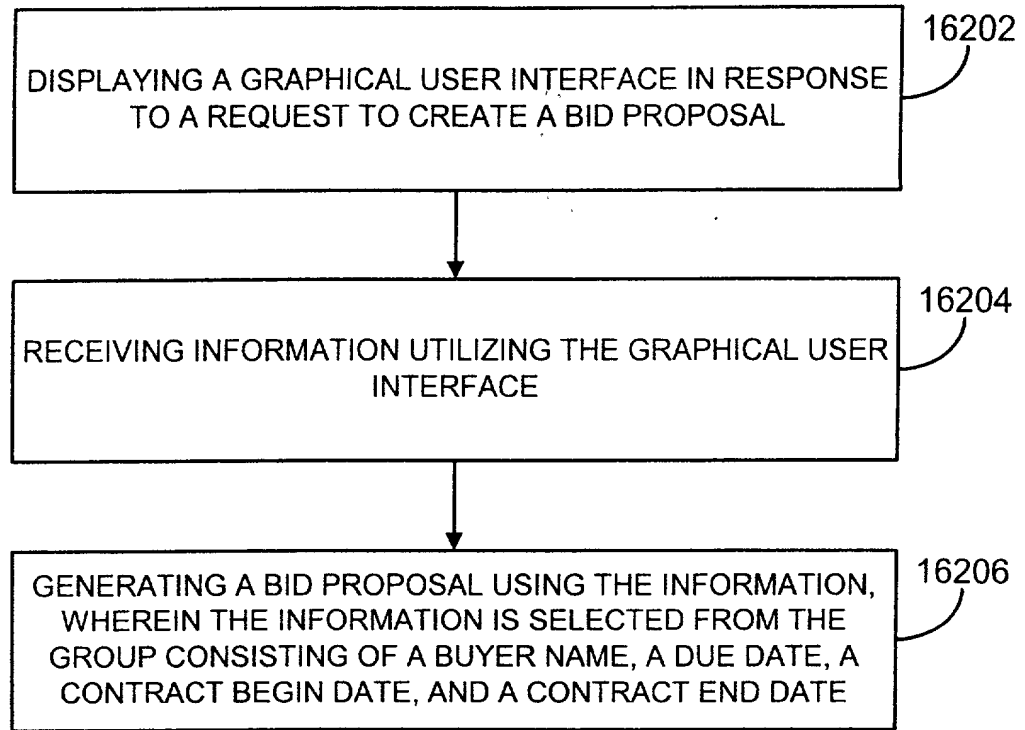 16202
DISPLAYING A GRAPHICAL USER INTERFACE IN RESPONSE
TO A REQUEST TO CREATE A BID PROPOSAL
16204
RECEIVING INFORMATION UTILIZING THE GRAPHICAL USER
INTERFACE
16206
GENERATING A BID PROPOSAL USING THE INFORMATION,
WHEREIN THE INFORMATION IS SELECTED FROM THE
GROUP CONSISTING OF A BUYER NAME, A DUE DATE, A
CONTRACT BEGIN DATE, AND A CONTRACT END DATE